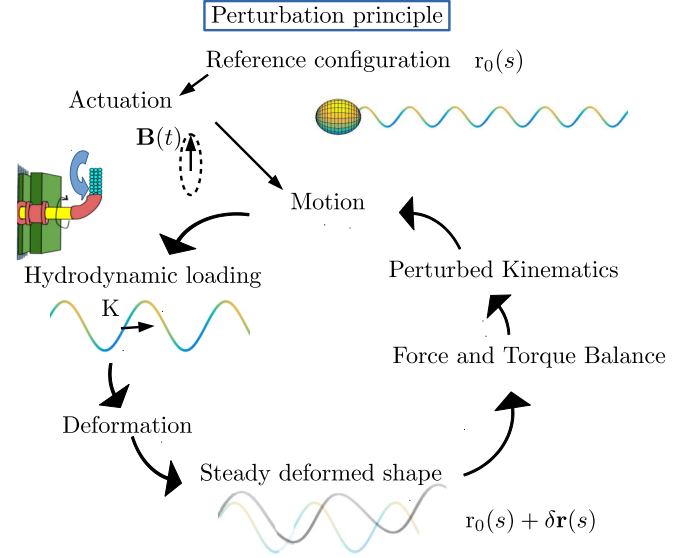 Perturbation principle
Reference configuration r₀(s)
Actuation
B(t)
Motion
Hydrodynamic loading
Perturbed Kinematics
K
Force and Torque Balance
Deformation
Steady deformed shape
r₀(s) + δr(s)